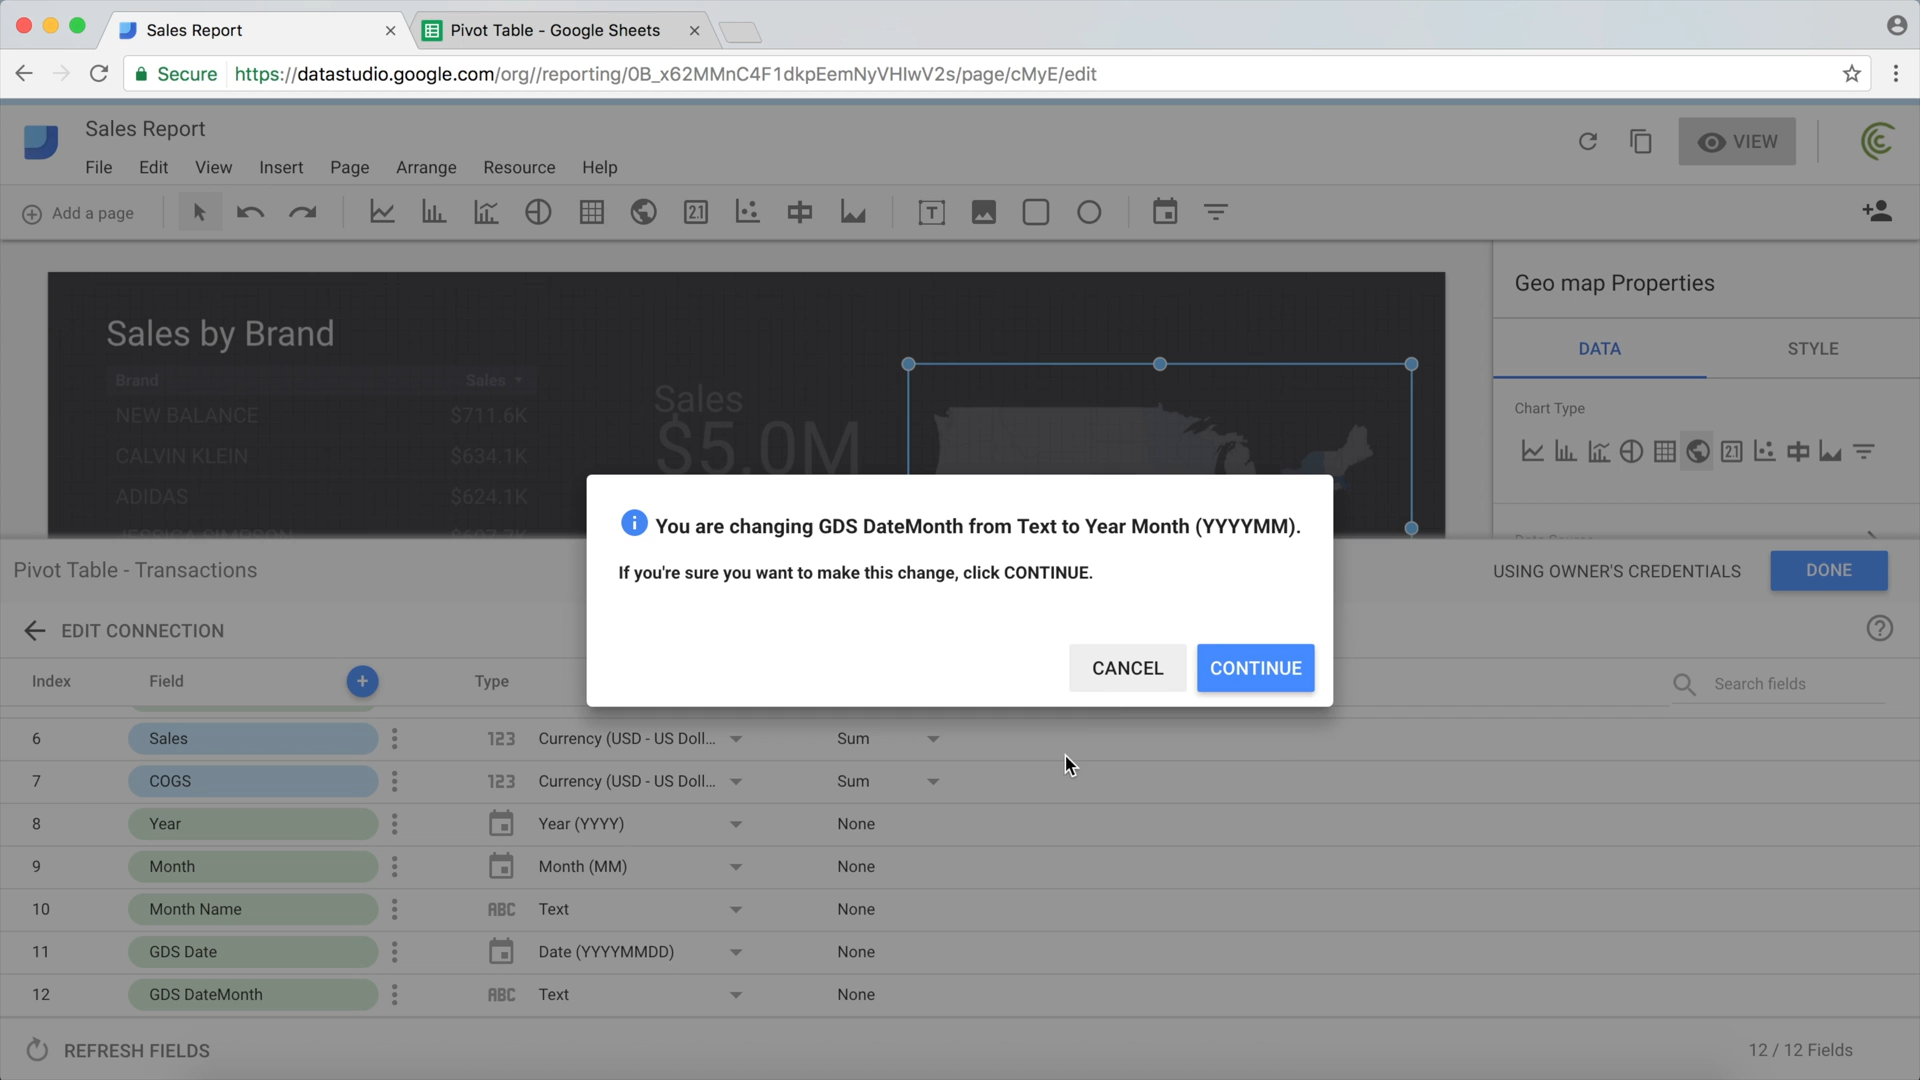 Sales Report
Pivot Table - Google Sheets
Secure https://datastudio.google.com/org//reporting/0B_x62MMnC4F1dkpEemNyVHIwV2s/page/cMyE/edit
Sales Report
File Edit View Insert Page Arrange Resource Help
VIEW
Add a page
2.1
T
Sales by Brand
Brand Sales
NEW BALANCE $711.6K
CALVIN KLEIN $634.1K
ADIDAS $624.1K
Sales
$5.0M
Geo map Properties
DATA STYLE
Chart Type
2.1
You are changing GDS DateMonth from Text to Year Month (YYYYMM).
If you're sure you want to make this change, click CONTINUE.
CANCEL CONTINUE
Pivot Table - Transactions
USING OWNER'S CREDENTIALS DONE
EDIT CONNECTION
Index Field Type
Search fields
6 Sales 123 Currency (USD - US Doll... Sum
7 COGS 123 Currency (USD - US Doll... Sum
8 Year Year (YYYY) None
9 Month Month (MM) None
10 Month Name ABC Text None
11 GDS Date Date (YYYYMMDD) None
12 GDS DateMonth ABC Text None
REFRESH FIELDS
12 / 12 Fields